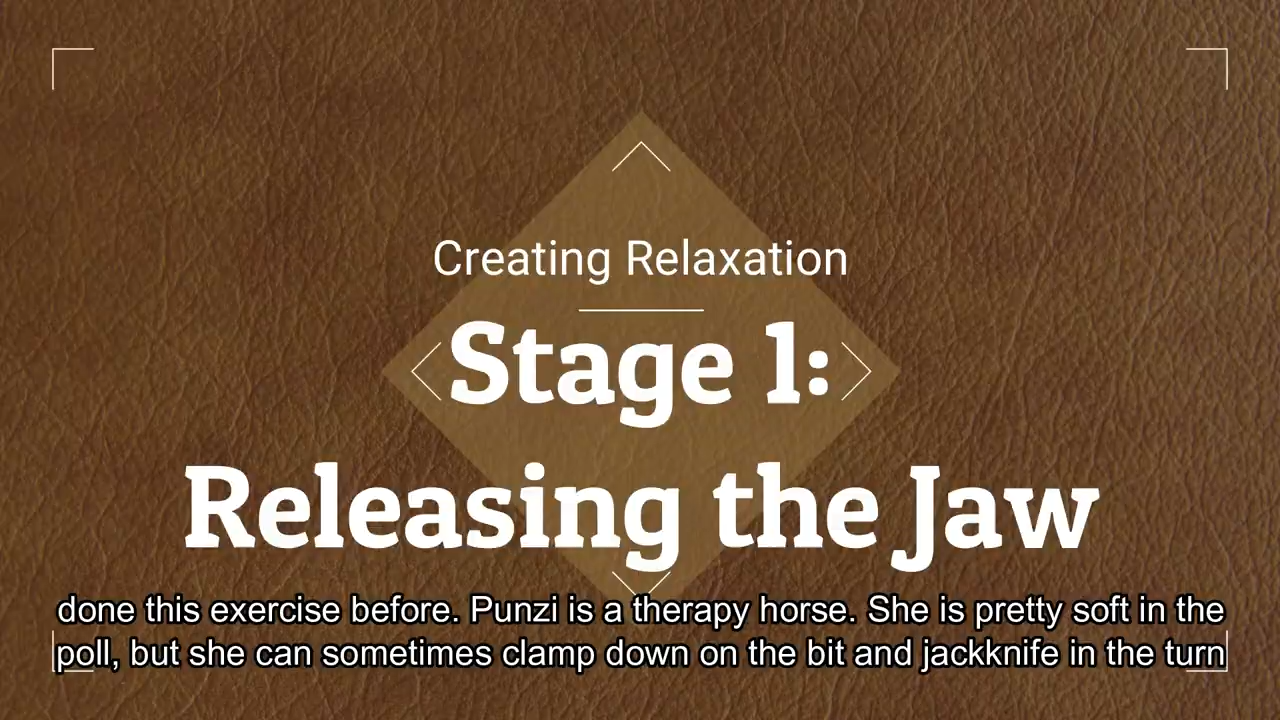 Creating Relaxation
Stage 1:
Releasing the Jaw
done this exercise before. Punzi is a therapy horse. She is pretty soft in the
poll, but she can sometimes clamp down on the bit and jackknife in the turn